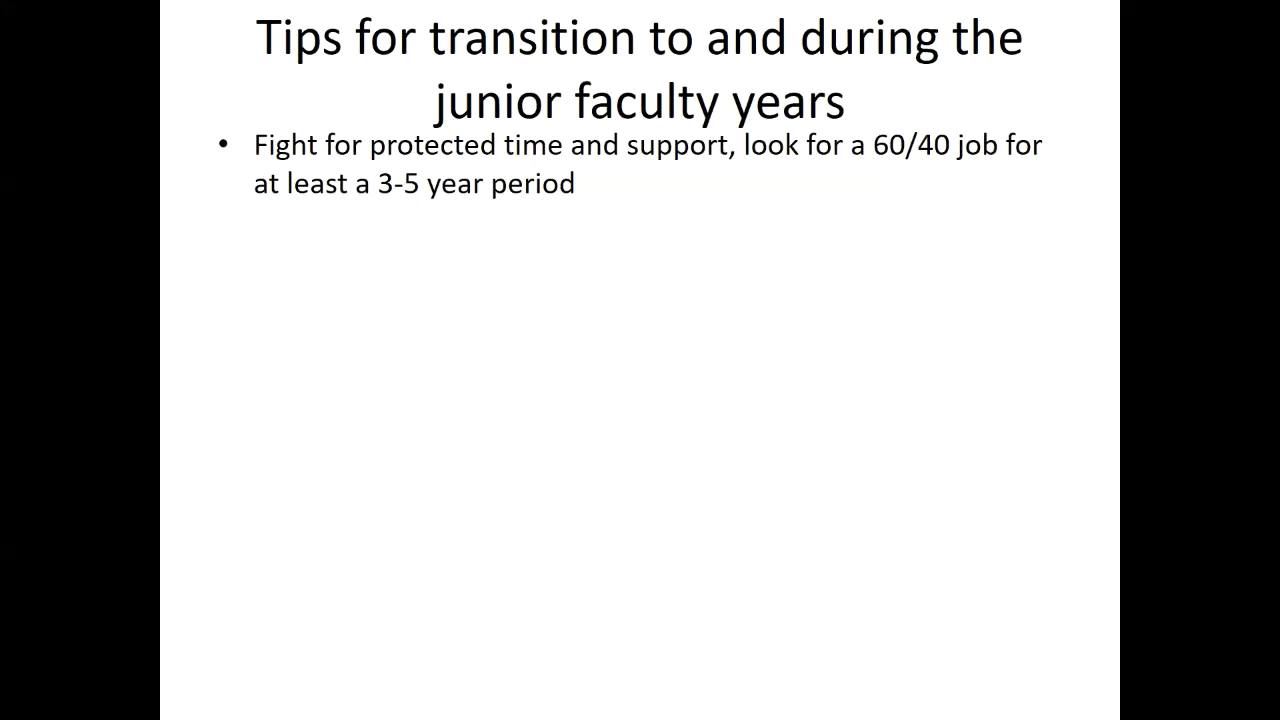 Tips for transition to and during the
junior faculty years
• Fight for protected time and support, look for a 60/40 job for
at least a 3-5 year period